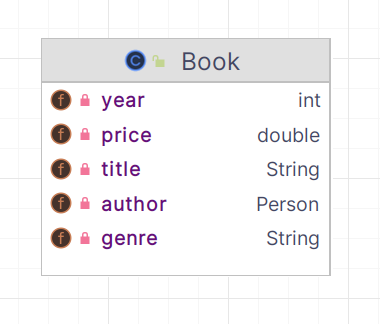 C Book
f year int
f price double
f title String
f author Person
f genre String